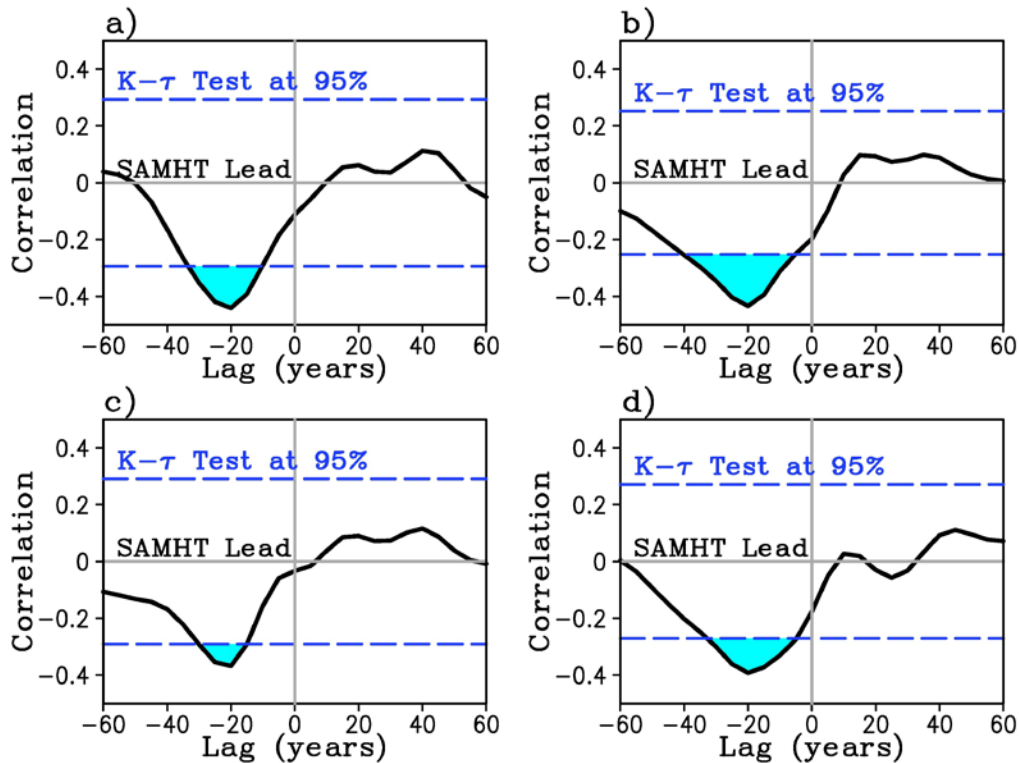 a)
0.4
K-τ Test at 95%
0.2
SAMHT Lead
0
-0.2
-0.4
Correlation
-60 -40 -20 0 20 40 60
Lag (years)
b)
0.4
K-τ Test at 95%
0.2
SAMHT Lead
0
-0.2
-0.4
Correlation
-60 -40 -20 0 20 40 60
Lag (years)
c)
0.4
K-τ Test at 95%
0.2
SAMHT Lead
0
-0.2
-0.4
Correlation
-60 -40 -20 0 20 40 60
Lag (years)
d)
0.4
K-τ Test at 95%
0.2
SAMHT Lead
0
-0.2
-0.4
Correlation
-60 -40 -20 0 20 40 60
Lag (years)